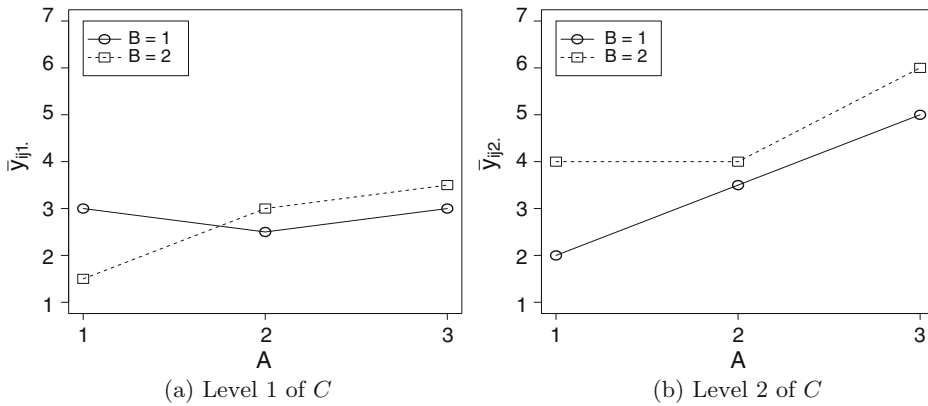 7
6
5
4
3
2
1
ȳij1.
B = 1
B = 2
1
2
3
A
(a) Level 1 of C
7
6
5
4
3
2
1
ȳij2.
B = 1
B = 2
1
2
3
A
(b) Level 2 of C